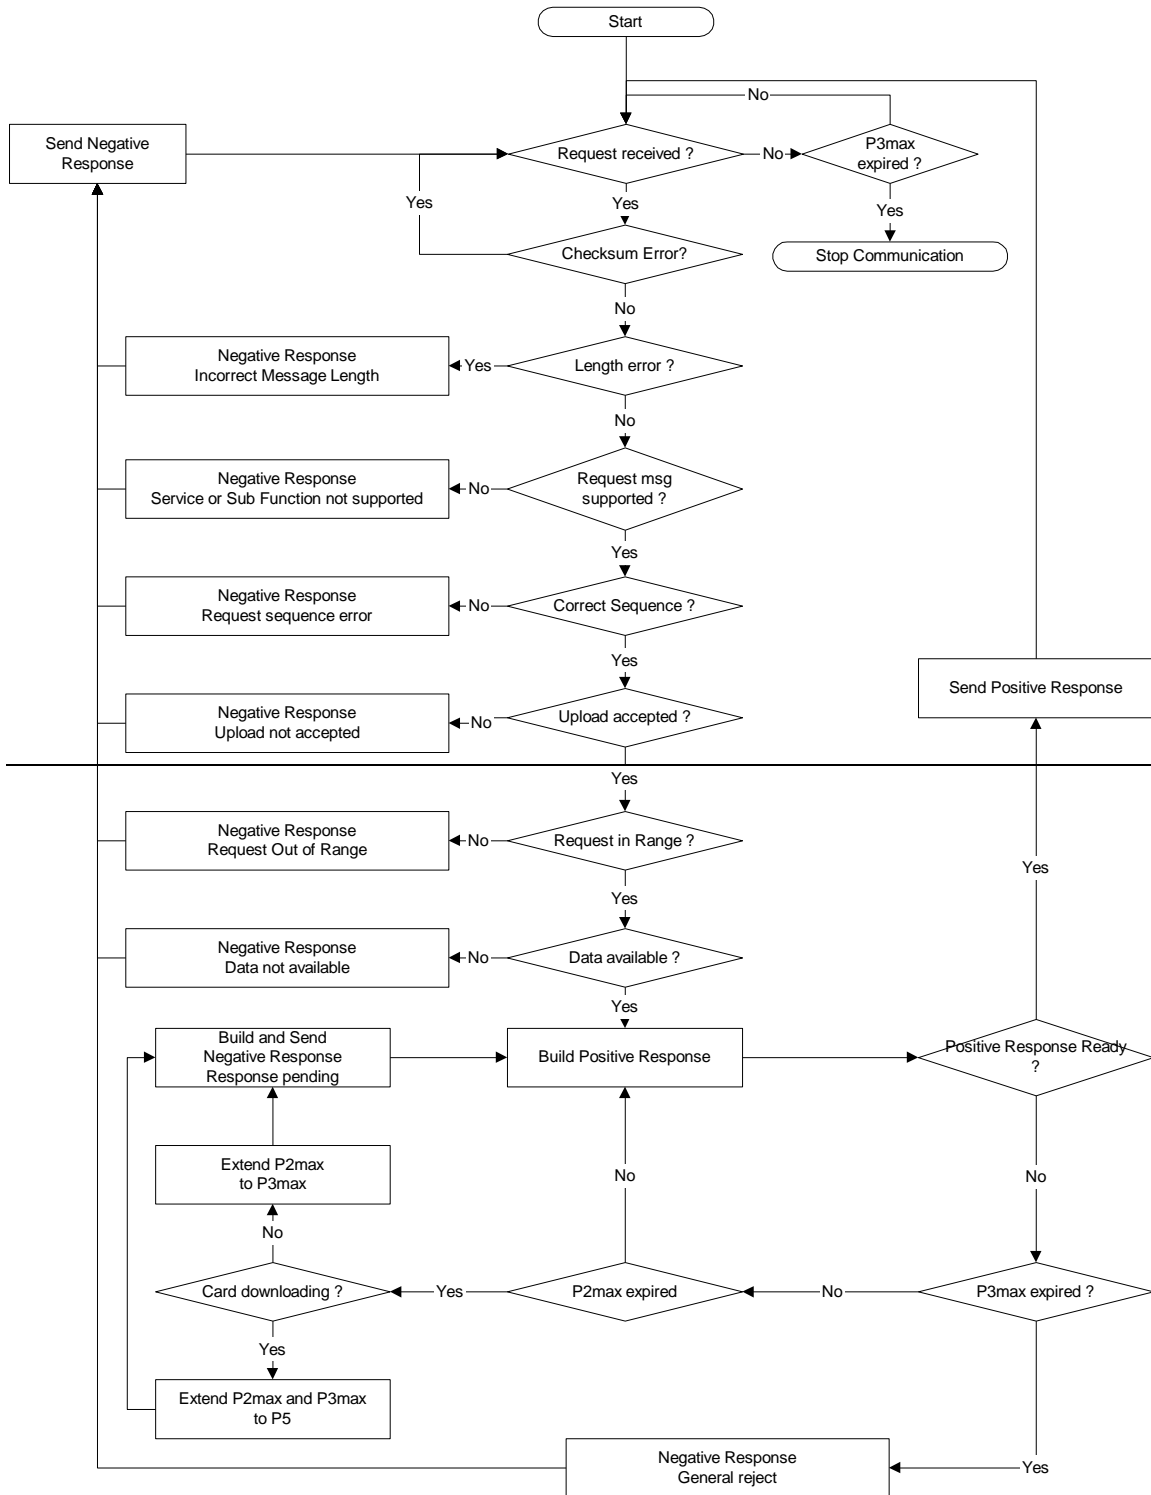 Start
No
Send Negative
Response
Request received ?
No
P3max
expired ?
Yes
Yes
Yes
Checksum Error?
Stop Communication
No
Negative Response
Incorrect Message Length
Yes
Length error ?
No
Negative Response
Service or Sub Function not supported
No
Request msg
supported ?
Yes
Negative Response
Request sequence error
No
Correct Sequence ?
Yes
Send Positive Response
Negative Response
Upload not accepted
No
Upload accepted ?
Yes
Negative Response
Request Out of Range
No
Request in Range ?
Yes
Yes
Negative Response
Data not available
No
Data available ?
Yes
Build and Send
Negative Response
Response pending
Build Positive Response
Positive Response Ready
?
Extend P2max
to P3max
No
No
No
Card downloading ?
Yes
P2max expired
No
P3max expired ?
Yes
Extend P2max and P3max
to P5
Negative Response
General reject
Yes